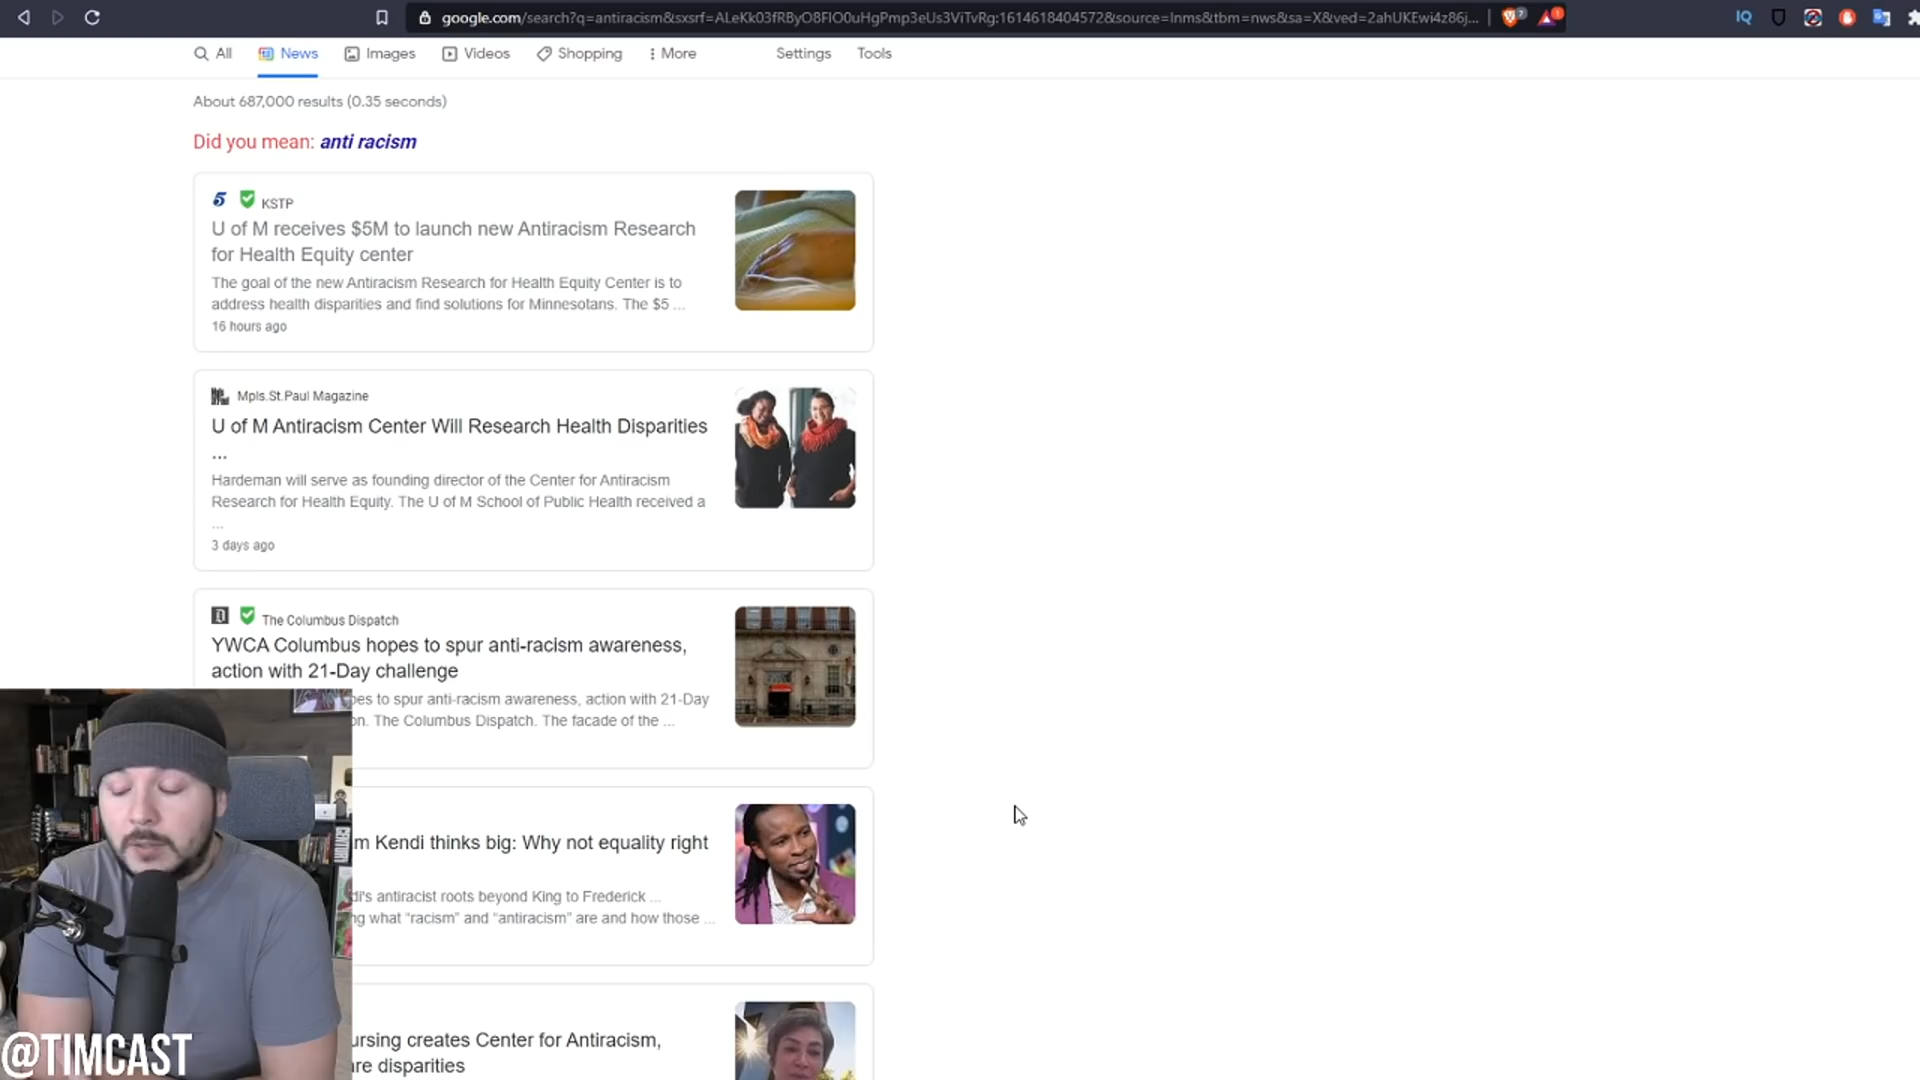 google.com/search?q=antiracism&sxsrf=ALeKk03fRByO8FlO0uHgPmp3eUs3ViTvRg:1614618404572&source=lnms&tbm=nws&sa=X&ved=2ahUKEwi4z86j...
7
1
IQ
All
News
Images
Videos
Shopping
More
Settings
Tools
About 687,000 results (0.35 seconds)
Did you mean: anti racism
5 KSTP
U of M receives $5M to launch new Antiracism Research
for Health Equity center
The goal of the new Antiracism Research for Health Equity Center is to
address health disparities and find solutions for Minnesotans. The $5 ...
16 hours ago
Mpls.St.Paul Magazine
U of M Antiracism Center Will Research Health Disparities
...
Hardeman will serve as founding director of the Center for Antiracism
Research for Health Equity. The U of M School of Public Health received a
...
3 days ago
D The Columbus Dispatch
YWCA Columbus hopes to spur anti-racism awareness,
action with 21-Day challenge
pes to spur anti-racism awareness, action with 21-Day
on. The Columbus Dispatch. The facade of the ...
m Kendi thinks big: Why not equality right
di's antiracist roots beyond King to Frederick ...
ng what “racism” and “antiracism” are and how those ...
ursing creates Center for Antiracism,
re disparities
@TIMCAST